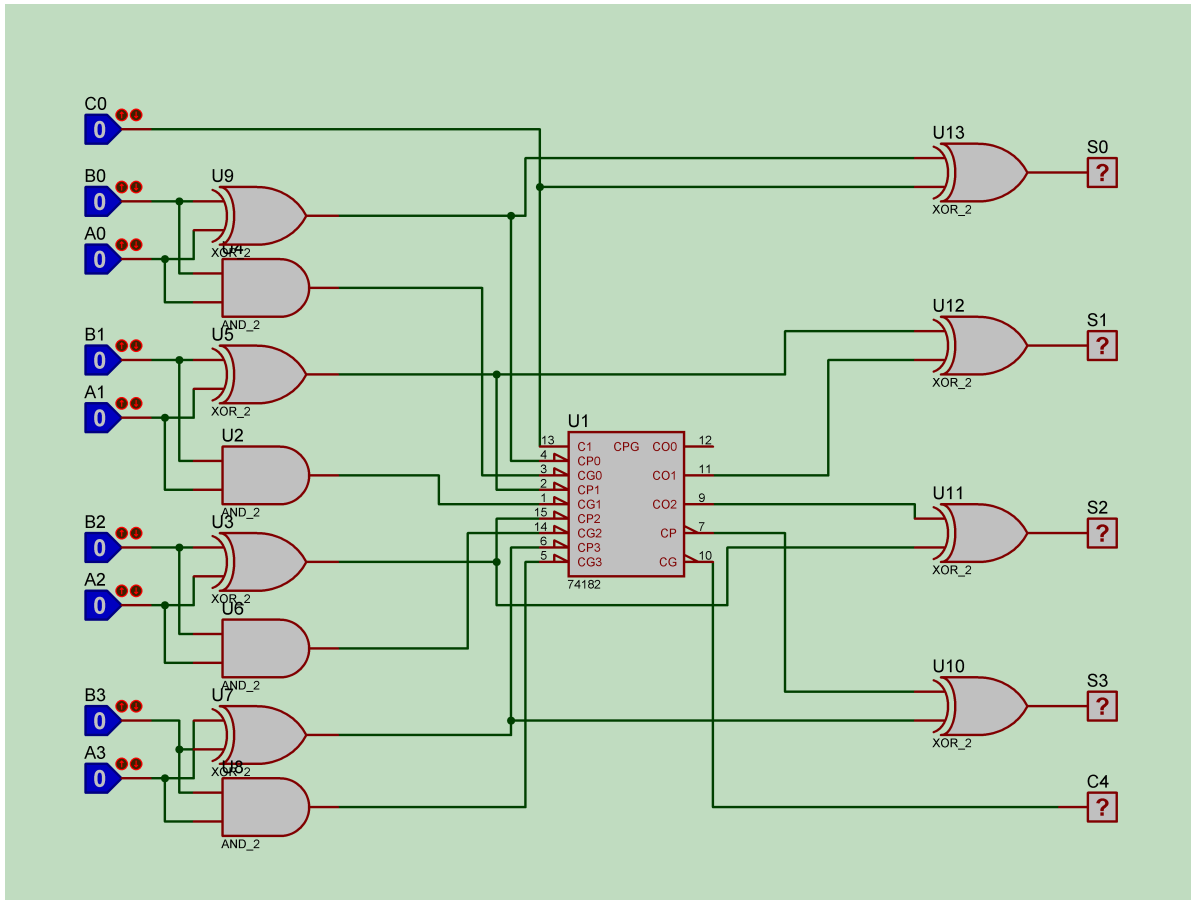 C0
0
B0
0
A0
0
U9
XOR_2
U4
AND_2
B1
0
A1
0
U5
XOR_2
U2
AND_2
B2
0
A2
0
U3
XOR_2
U6
AND_2
B3
0
A3
0
U7
XOR_2
U8
AND_2
U1
13 C1 CPG CO0 12
4 CP0
3 CG0 CO1 11
2 CP1
1 CG1 CO2 9
15 CP2
14 CG2 CP 7
6 CP3
5 CG3 CG 10
74182
U13
XOR_2
S0
?
U12
XOR_2
S1
?
U11
XOR_2
S2
?
U10
XOR_2
S3
?
C4
?